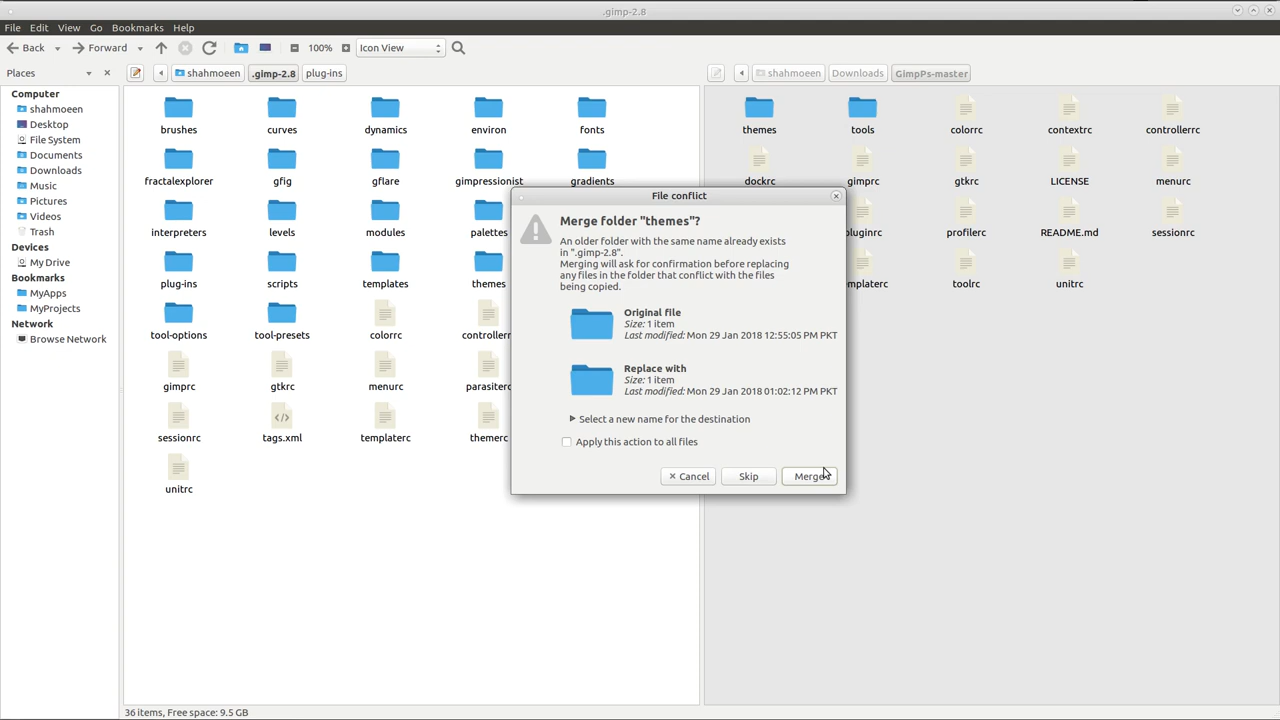 .gimp-2.8
File Edit View Go Bookmarks Help
Back Forward 100% Icon View
Places
shahmoeen .gimp-2.8 plug-ins
shahmoeen Downloads GimpPs-master
Computer
shahmoeen
Desktop
File System
Documents
Downloads
Music
Pictures
Videos
Trash
Devices
My Drive
Bookmarks
MyApps
MyProjects
Network
Browse Network
brushes curves dynamics environ fonts
fractalexplorer gfig gflare gimpressionist gradients
interpreters levels modules palettes
plug-ins scripts templates themes
tool-options tool-presets colorrc
gimprc gtkrc menurc
sessionrc tags.xml templaterc themerc
unitrc
themes tools colorrc contextrc controllerrc
dockrc gimprc gtkrc LICENSE menurc
profilerc README.md sessionrc
toolrc unitrc
File conflict
Merge folder "themes"?
An older folder with the same name already exists
in ".gimp-2.8".
Merging will ask for confirmation before replacing
any files in the folder that conflict with the files
being copied.
Original file
Size: 1 item
Last modified: Mon 29 Jan 2018 12:55:05 PM PKT
Replace with
Size: 1 item
Last modified: Mon 29 Jan 2018 01:02:12 PM PKT
Select a new name for the destination
Apply this action to all files
Cancel Skip Merge
36 items, Free space: 9.5 GB